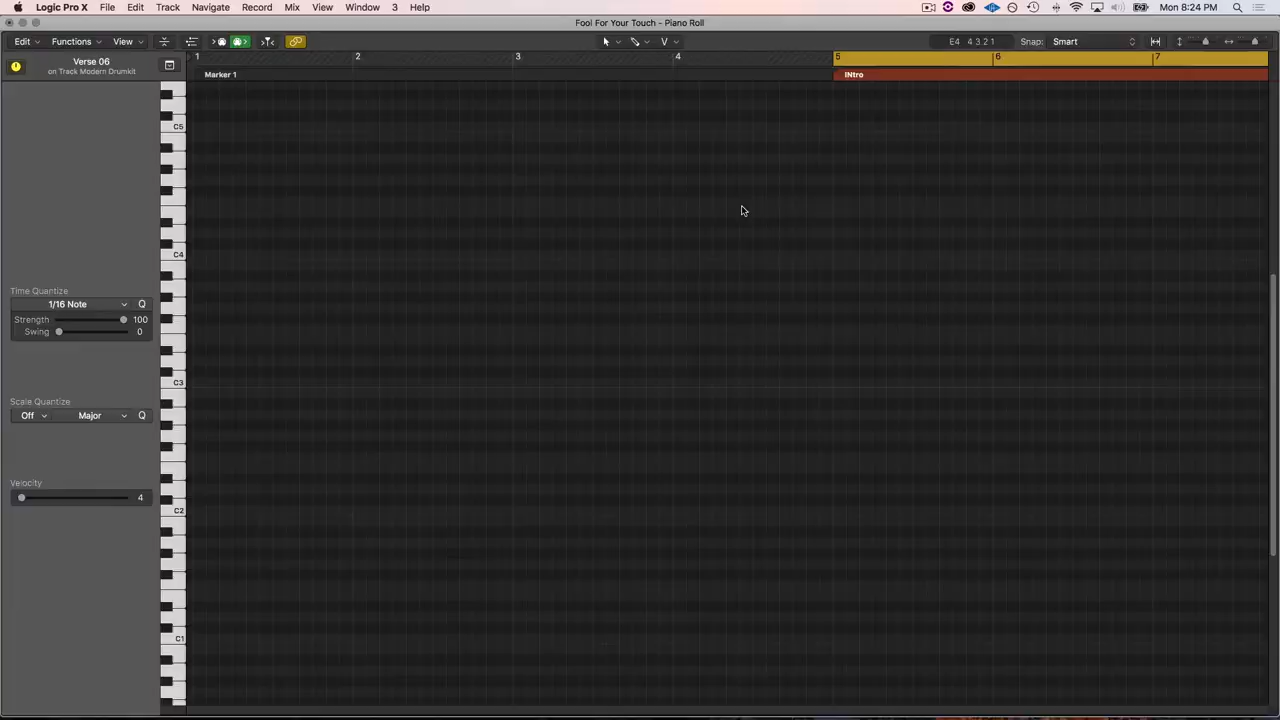 Logic Pro X File Edit Track Navigate Record Mix View Window 3 Help Mon 8:24 PM
Fool For Your Touch - Piano Roll
Edit Functions View V E4 4 3 2 1 Snap: Smart
Verse 06
on Track Modern Drumkit
1 2 3 4 5 6 7
Marker 1 INtro
C5
C4
Time Quantize
1/16 Note Q
Strength 100
Swing 0
C3
Scale Quantize
Off Major Q
Velocity
4
C2
C1